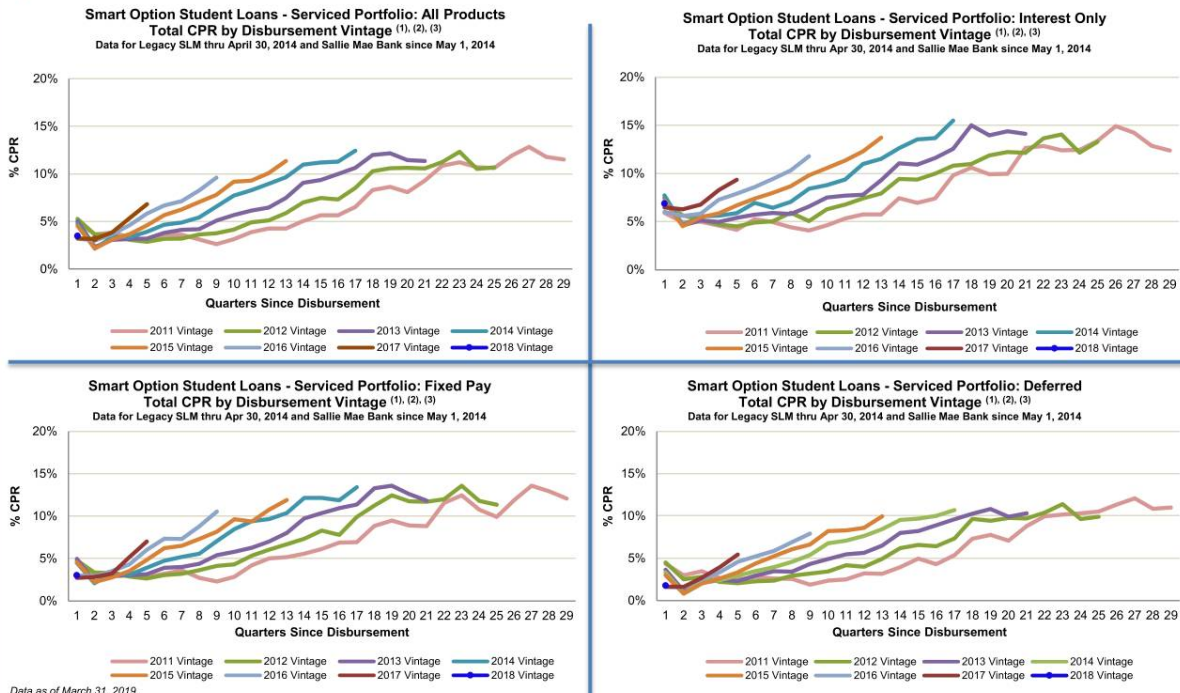 Smart Option Student Loans - Serviced Portfolio: All Products
Total CPR by Disbursement Vintage (1), (2), (3)
Data for Legacy SLM thru April 30, 2014 and Sallie Mae Bank since May 1, 2014
20%
15%
10%
5%
0%
% CPR
1 2 3 4 5 6 7 8 9 10 11 12 13 14 15 16 17 18 19 20 21 22 23 24 25 26 27 28 29
Quarters Since Disbursement
2011 Vintage 2012 Vintage 2013 Vintage 2014 Vintage
2015 Vintage 2016 Vintage 2017 Vintage 2018 Vintage
Smart Option Student Loans - Serviced Portfolio: Interest Only
Total CPR by Disbursement Vintage (1), (2), (3)
Data for Legacy SLM thru Apr 30, 2014 and Sallie Mae Bank since May 1, 2014
20%
15%
10%
5%
0%
% CPR
1 2 3 4 5 6 7 8 9 10 11 12 13 14 15 16 17 18 19 20 21 22 23 24 25 26 27 28 29
Quarters Since Disbursement
2011 Vintage 2012 Vintage 2013 Vintage 2014 Vintage
2015 Vintage 2016 Vintage 2017 Vintage 2018 Vintage
Smart Option Student Loans - Serviced Portfolio: Fixed Pay
Total CPR by Disbursement Vintage (1), (2), (3)
Data for Legacy SLM thru Apr 30, 2014 and Sallie Mae Bank since May 1, 2014
20%
15%
10%
5%
0%
% CPR
1 2 3 4 5 6 7 8 9 10 11 12 13 14 15 16 17 18 19 20 21 22 23 24 25 26 27 28 29
Quarters Since Disbursement
2011 Vintage 2012 Vintage 2013 Vintage 2014 Vintage
2015 Vintage 2016 Vintage 2017 Vintage 2018 Vintage
Smart Option Student Loans - Serviced Portfolio: Deferred
Total CPR by Disbursement Vintage (1), (2), (3)
Data for Legacy SLM thru Apr 30, 2014 and Sallie Mae Bank since May 1, 2014
20%
15%
10%
5%
0%
% CPR
1 2 3 4 5 6 7 8 9 10 11 12 13 14 15 16 17 18 19 20 21 22 23 24 25 26 27 28 29
Quarters Since Disbursement
2011 Vintage 2012 Vintage 2013 Vintage 2014 Vintage
2015 Vintage 2016 Vintage 2017 Vintage 2018 Vintage
Data as of March 31, 2019